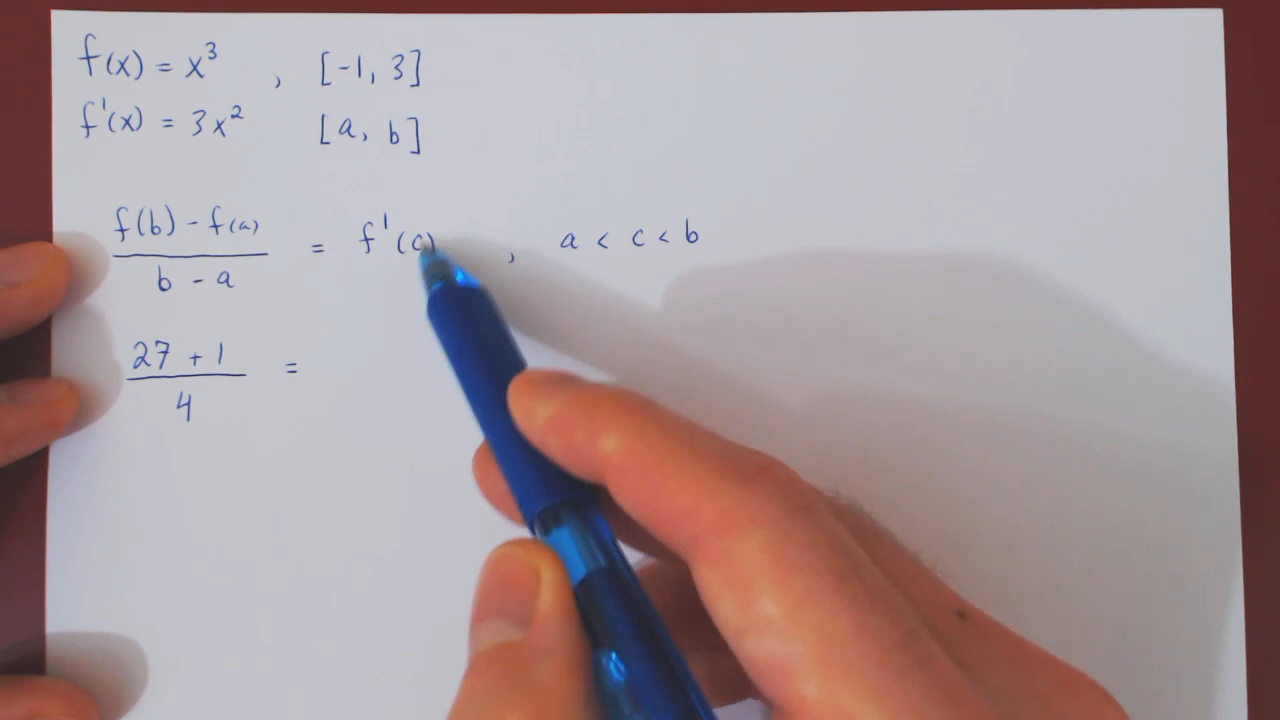 f(x) = x³ , [-1, 3]
f'(x) = 3x² [a, b]
f(b) - f(a)
b - a
= f'(c) , a < c < b
27 + 1
4
=